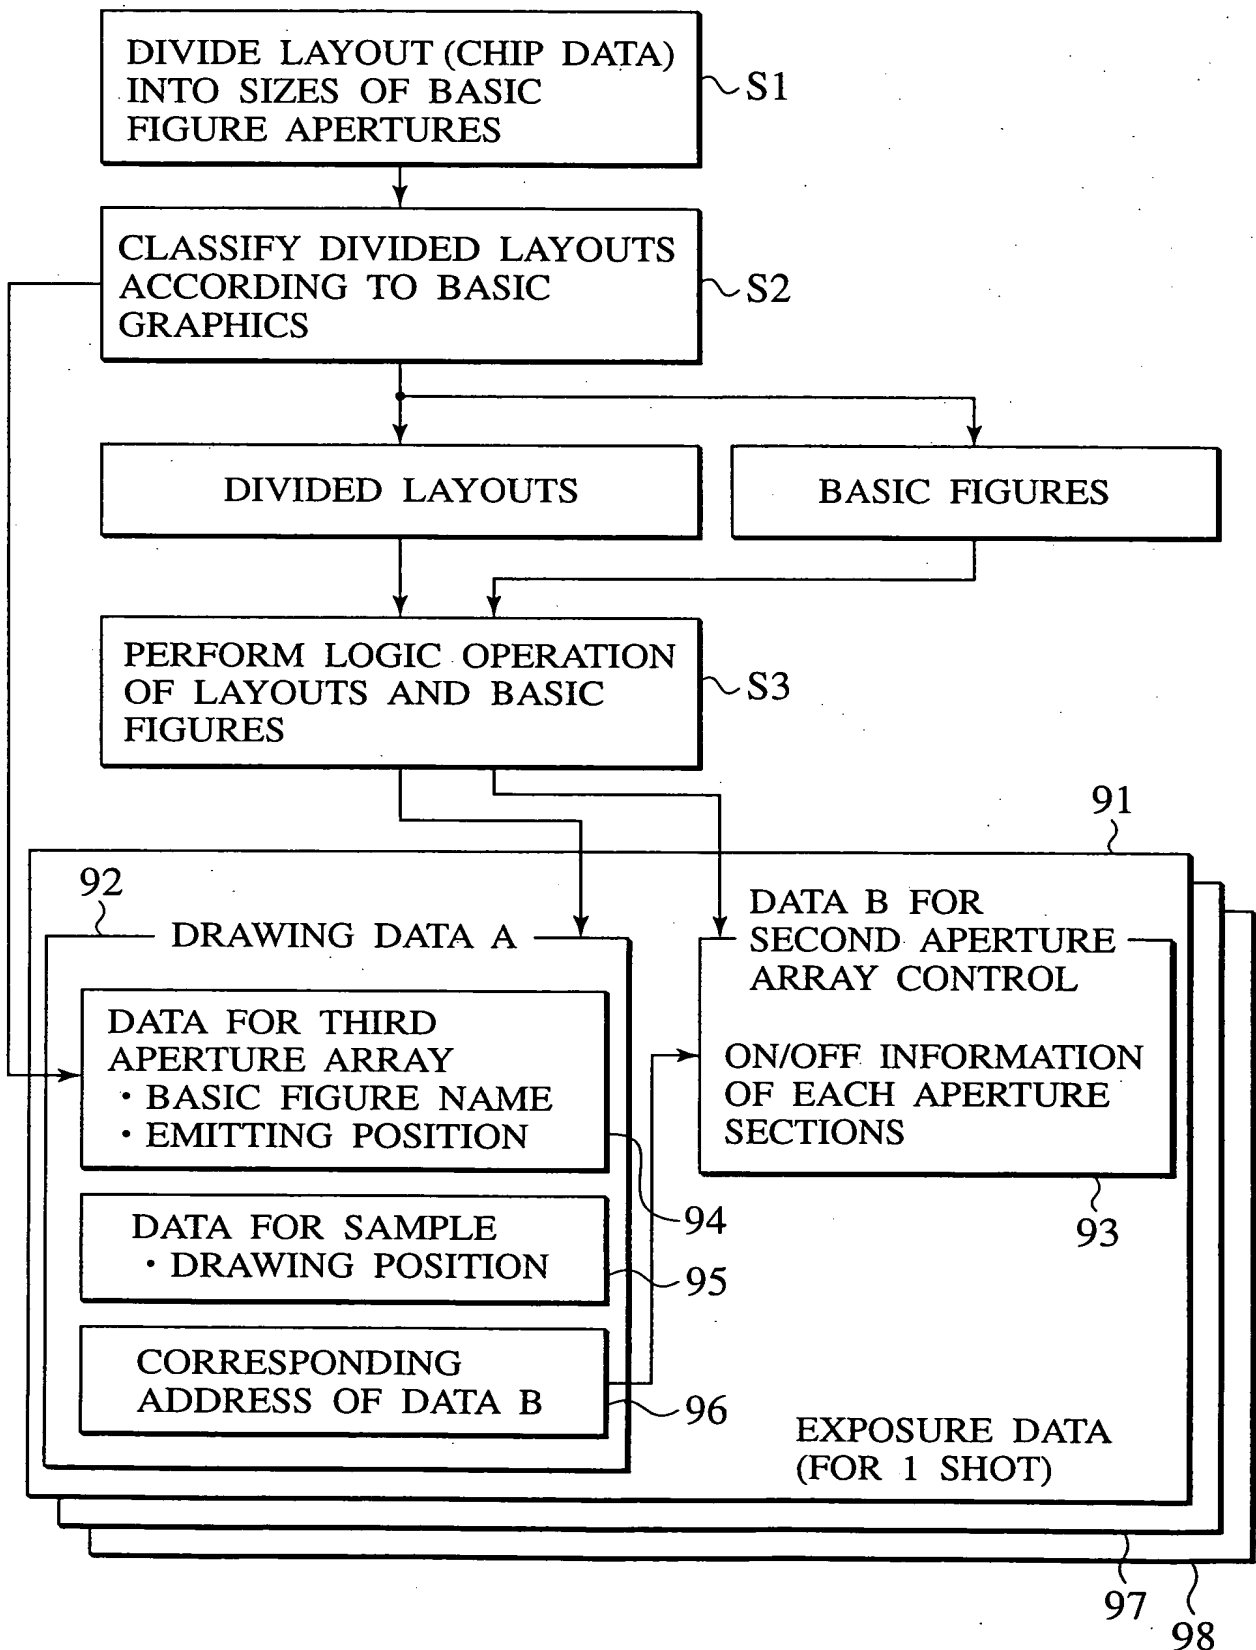 DIVIDE LAYOUT (CHIP DATA)
INTO SIZES OF BASIC
FIGURE APERTURES
S1
CLASSIFY DIVIDED LAYOUTS
ACCORDING TO BASIC
GRAPHICS
S2
DIVIDED LAYOUTS
BASIC FIGURES
PERFORM LOGIC OPERATION
OF LAYOUTS AND BASIC
FIGURES
S3
91
92
DRAWING DATA A
DATA FOR THIRD
APERTURE ARRAY
・BASIC FIGURE NAME
・EMITTING POSITION
94
DATA FOR SAMPLE
・DRAWING POSITION
95
CORRESPONDING
ADDRESS OF DATA B
96
DATA B FOR
SECOND APERTURE
ARRAY CONTROL
ON/OFF INFORMATION
OF EACH APERTURE
SECTIONS
93
EXPOSURE DATA
(FOR 1 SHOT)
97
98